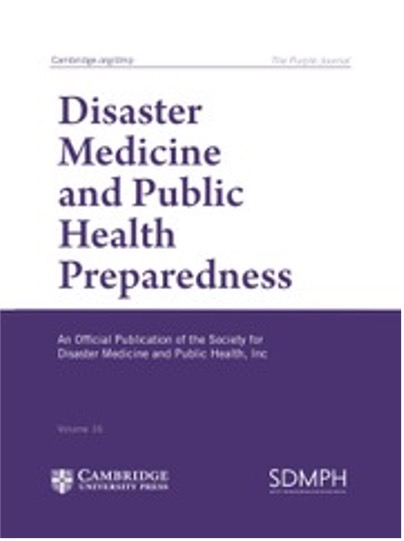 Cambridge.org/dmp
The Purple Journal
Disaster
Medicine
and Public
Health
Preparedness
An Official Publication of the Society for
Disaster Medicine and Public Health, Inc
Volume
CAMBRIDGE
UNIVERSITY PRESS
SDMPH